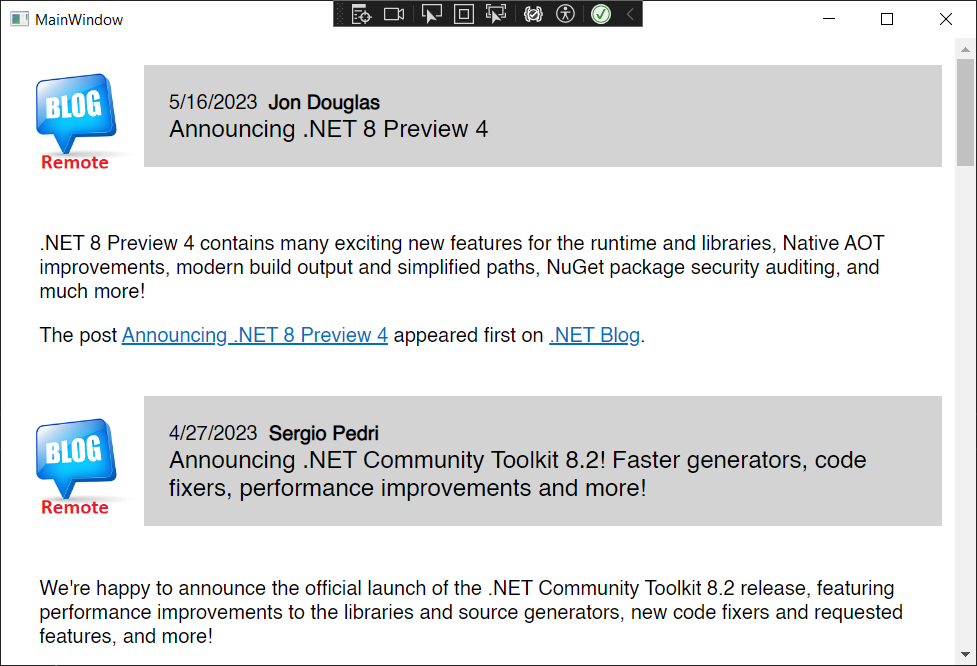 MainWindow
BLOG
Remote
5/16/2023 Jon Douglas
Announcing .NET 8 Preview 4
.NET 8 Preview 4 contains many exciting new features for the runtime and libraries, Native AOT
improvements, modern build output and simplified paths, NuGet package security auditing, and
much more!
The post Announcing .NET 8 Preview 4 appeared first on .NET Blog.
BLOG
Remote
4/27/2023 Sergio Pedri
Announcing .NET Community Toolkit 8.2! Faster generators, code
fixers, performance improvements and more!
We're happy to announce the official launch of the .NET Community Toolkit 8.2 release, featuring
performance improvements to the libraries and source generators, new code fixers and requested
features, and more!